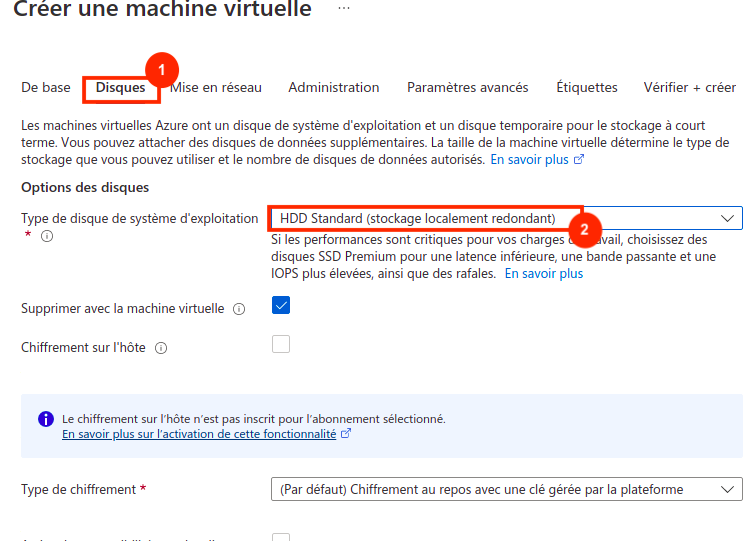 Créer une machine virtuelle ...
1
De base Disques Mise en réseau Administration Paramètres avancés Étiquettes Vérifier + créer
Les machines virtuelles Azure ont un disque de système d'exploitation et un disque temporaire pour le stockage à court
terme. Vous pouvez attacher des disques de données supplémentaires. La taille de la machine virtuelle détermine le type de
stockage que vous pouvez utiliser et le nombre de disques de données autorisés. En savoir plus
Options des disques
Type de disque de système d'exploitation *
HDD Standard (stockage localement redondant)
2
Si les performances sont critiques pour vos charges de travail, choisissez des
disques SSD Premium pour une latence inférieure, une bande passante et une
IOPS plus élevées, ainsi que des rafales. En savoir plus
Supprimer avec la machine virtuelle
Chiffrement sur l'hôte
Le chiffrement sur l'hôte n'est pas inscrit pour l'abonnement sélectionné.
En savoir plus sur l'activation de cette fonctionnalité
Type de chiffrement * (Par défaut) Chiffrement au repos avec une clé gérée par la plateforme